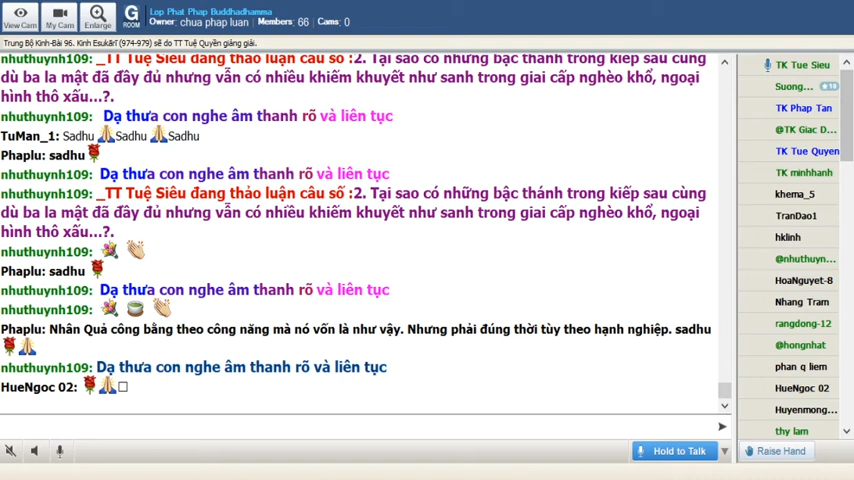 Lop Phat Phap Buddhadhamma
Owner: chua phap luan Members: 66 Cams: 0
View Cam
My Cam
Enlarge
G
ROOM
Trung Bộ Kinh-Bài 96. Kinh Esukārī (974-979) sẽ do TT Tuệ Quyền giảng giải.
nhuthuynh109: _TT Tuệ Siêu đang thảo luận câu số :2. Tại sao có những bậc thánh trong kiếp sau cùng
dù ba la mật đã đầy đủ nhưng vẫn có nhiều khiếm khuyết như sanh trong giai cấp nghèo khổ, ngoại
hình thô xấu...?.
nhuthuynh109: Dạ thưa con nghe âm thanh rõ và liên tục
TuMan_1: Sadhu Sadhu Sadhu
Phaplu: sadhu
nhuthuynh109: Dạ thưa con nghe âm thanh rõ và liên tục
nhuthuynh109: _TT Tuệ Siêu đang thảo luận câu số :2. Tại sao có những bậc thánh trong kiếp sau cùng
dù ba la mật đã đầy đủ nhưng vẫn có nhiều khiếm khuyết như sanh trong giai cấp nghèo khổ, ngoại
hình thô xấu...?.
nhuthuynh109:
Phaplu: sadhu
nhuthuynh109: Dạ thưa con nghe âm thanh rõ và liên tục
nhuthuynh109:
Phaplu: Nhân Quả công bằng theo công năng mà nó vốn là như vậy. Nhưng phải đúng thời tùy theo hạnh nghiệp. sadhu
nhuthuynh109: Dạ thưa con nghe âm thanh rõ và liên tục
HueNgoc 02:
TK Tue Sieu
Suong... 10
TK Phap Tan
@TK Giac D...
TK Tue Quyen
TK minhhanh
khema_5
TranDao1
hklinh
@nhuthuyn...
HoaNguyet-8
Nhang Tram
rangdong-12
@hongnhat
phan q liem
HueNgoc 02
Huyenmong...
thy lam
Hold to Talk
Raise Hand